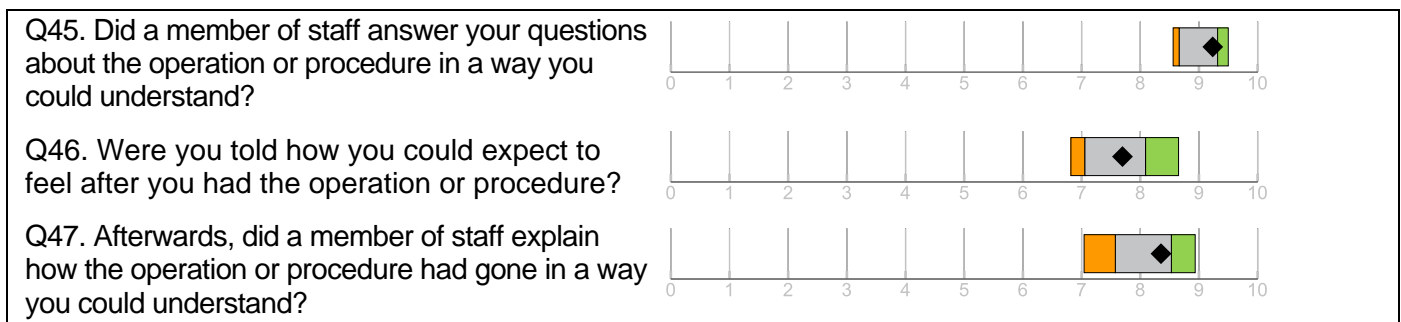 Q45. Did a member of staff answer your questions
about the operation or procedure in a way you
could understand?
0 1 2 3 4 5 6 7 8 9 10
Q46. Were you told how you could expect to
feel after you had the operation or procedure?
0 1 2 3 4 5 6 7 8 9 10
Q47. Afterwards, did a member of staff explain
how the operation or procedure had gone in a way
you could understand?
0 1 2 3 4 5 6 7 8 9 10